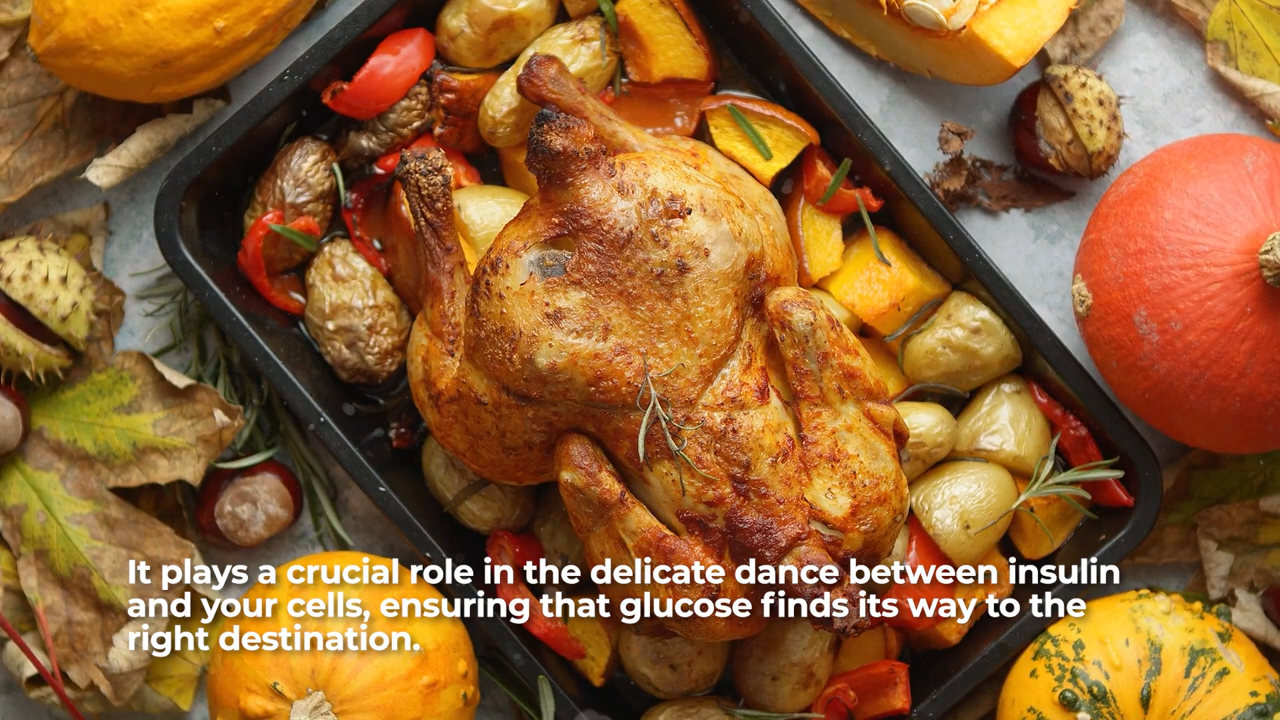 It plays a crucial role in the delicate dance between insulin
and your cells, ensuring that glucose finds its way to the
right destination.